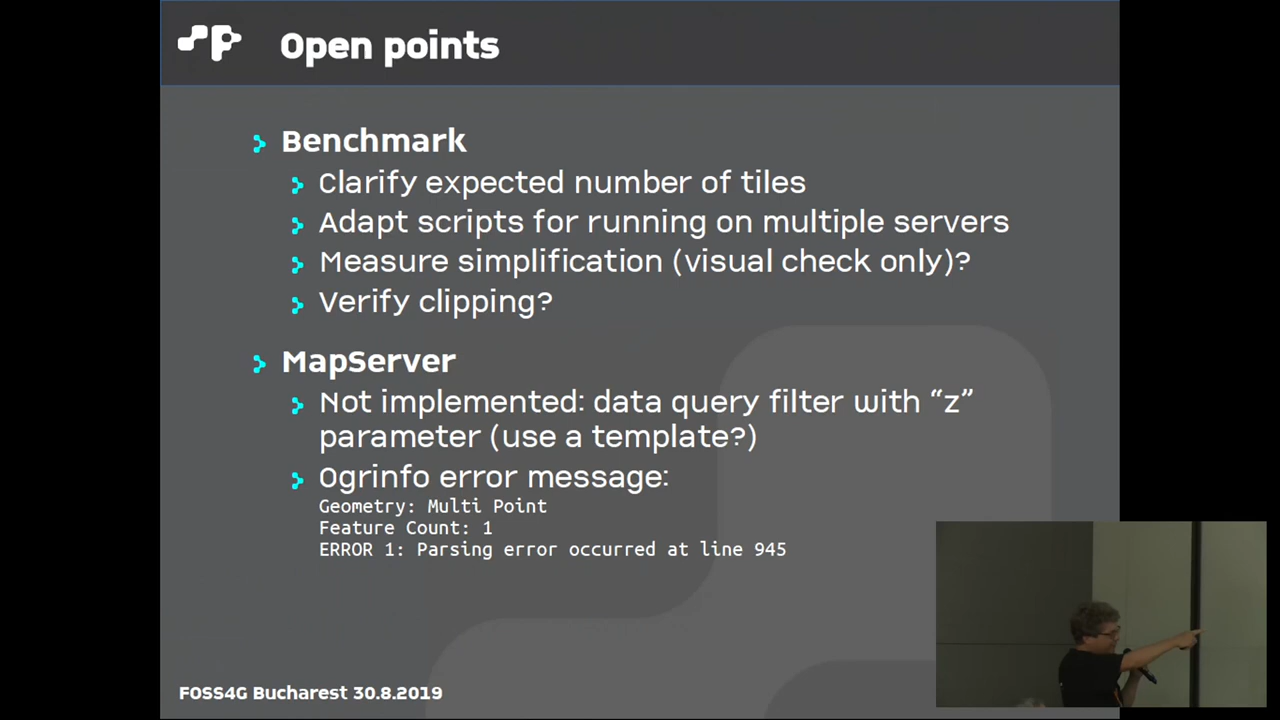 Open points
Benchmark
Clarify expected number of tiles
Adapt scripts for running on multiple servers
Measure simplification (visual check only)?
Verify clipping?
MapServer
Not implemented: data query filter with “z”
parameter (use a template?)
Ogrinfo error message:
Geometry: Multi Point
Feature Count: 1
ERROR 1: Parsing error occurred at line 945
FOSS4G Bucharest 30.8.2019